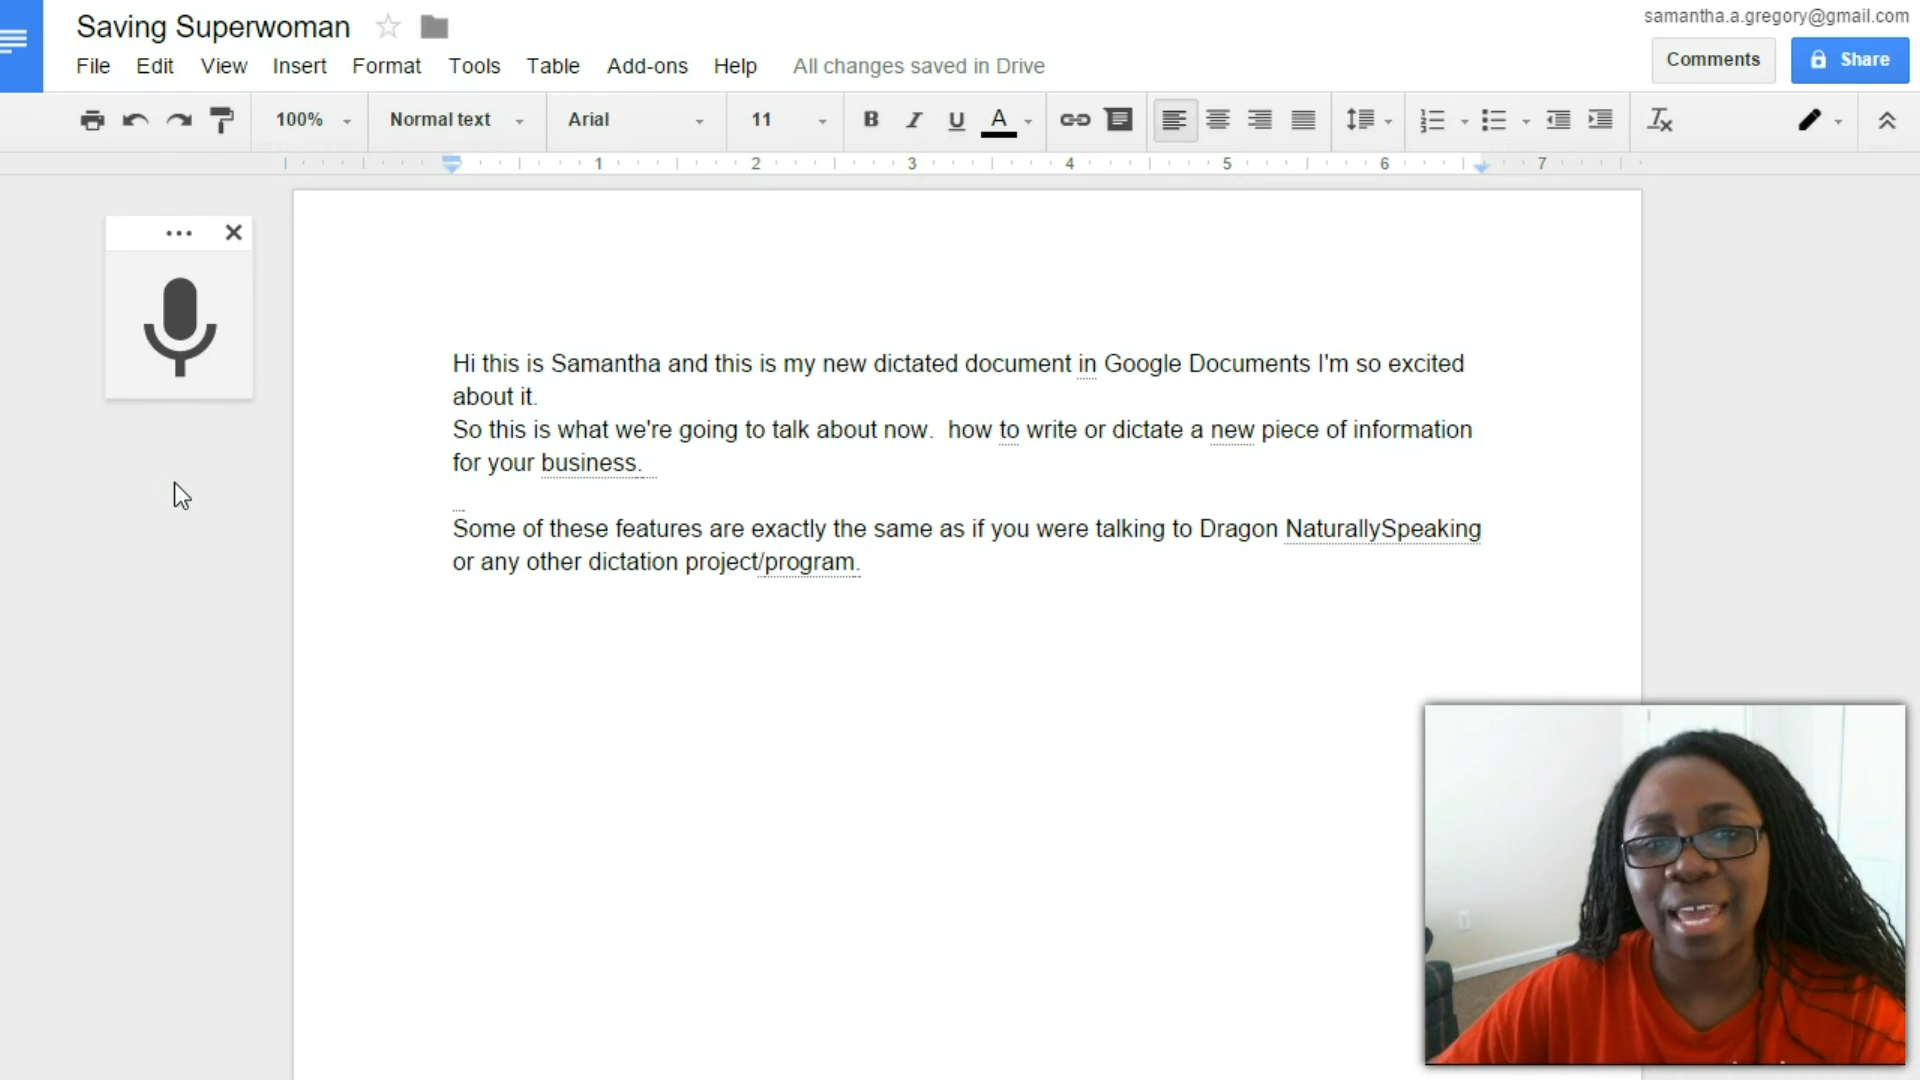 Saving Superwoman
samantha.a.gregory@gmail.com
File Edit View Insert Format Tools Table Add-ons Help All changes saved in Drive
Comments Share
100% Normal text Arial 11 B I U A
1 2 3 4 5 6 7
Hi this is Samantha and this is my new dictated document in Google Documents I'm so excited
about it.
So this is what we're going to talk about now.  how to write or dictate a new piece of information
for your business.
Some of these features are exactly the same as if you were talking to Dragon NaturallySpeaking
or any other dictation project/program.